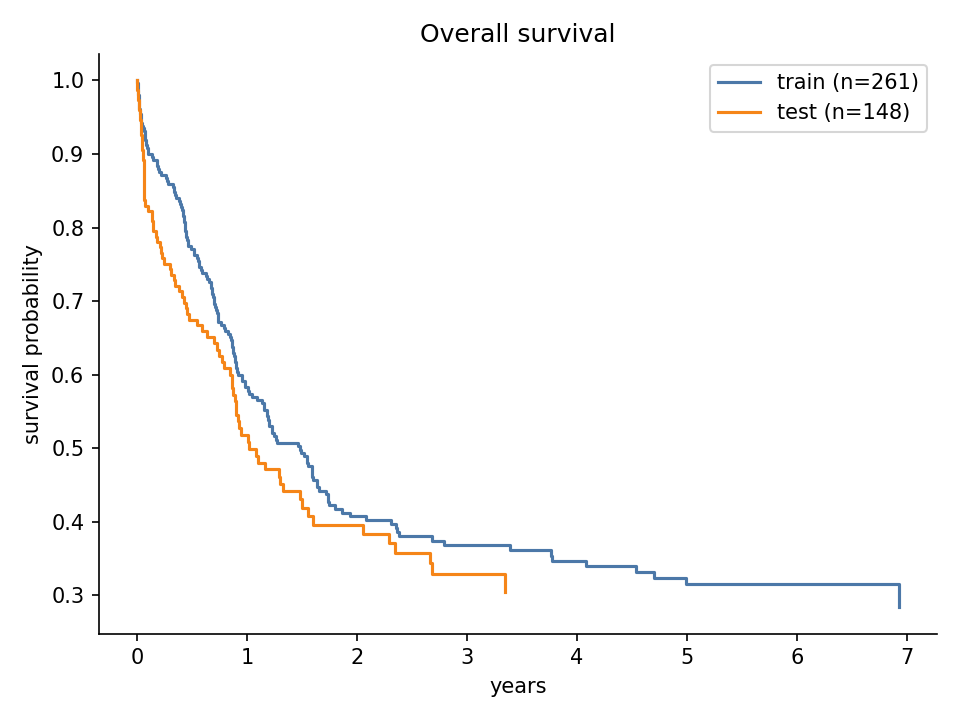 Overall survival
train (n=261)
test (n=148)
survival probability
1.0
0.9
0.8
0.7
0.6
0.5
0.4
0.3
0 1 2 3 4 5 6 7
years